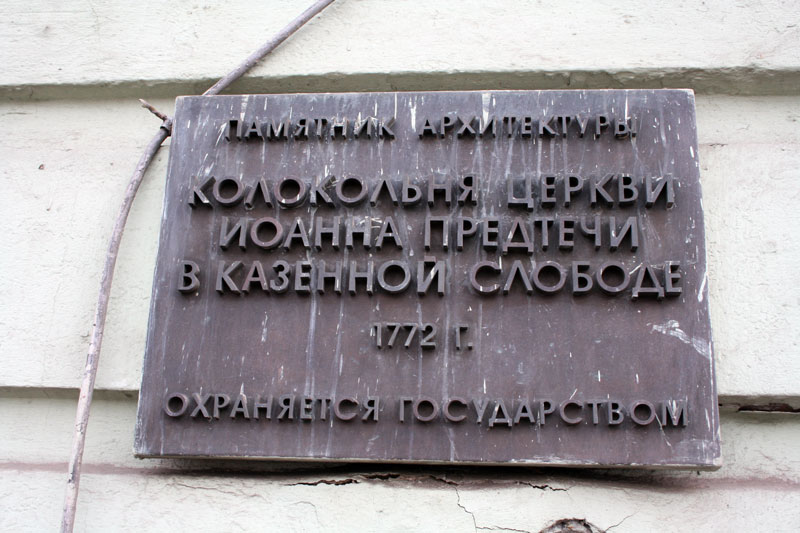 ПАМЯТНИК АРХИТЕКТУРЫ
КОЛОКОЛЬНЯ ЦЕРКВИ
ИОАННА ПРЕДТЕЧИ
В КАЗЕННОЙ СЛОБОДЕ
1772 г.
ОХРАНЯЕТСЯ ГОСУДАРСТВОМ